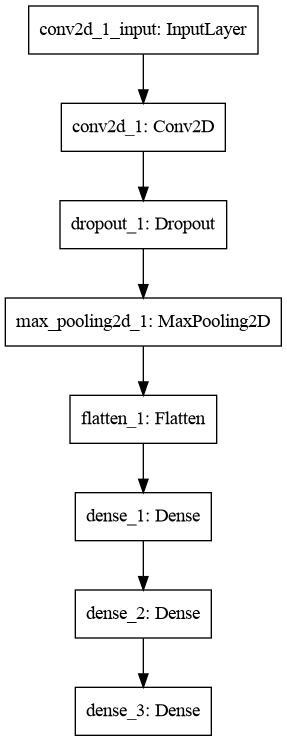 conv2d_1_input: InputLayer
conv2d_1: Conv2D
dropout_1: Dropout
max_pooling2d_1: MaxPooling2D
flatten_1: Flatten
dense_1: Dense
dense_2: Dense
dense_3: Dense